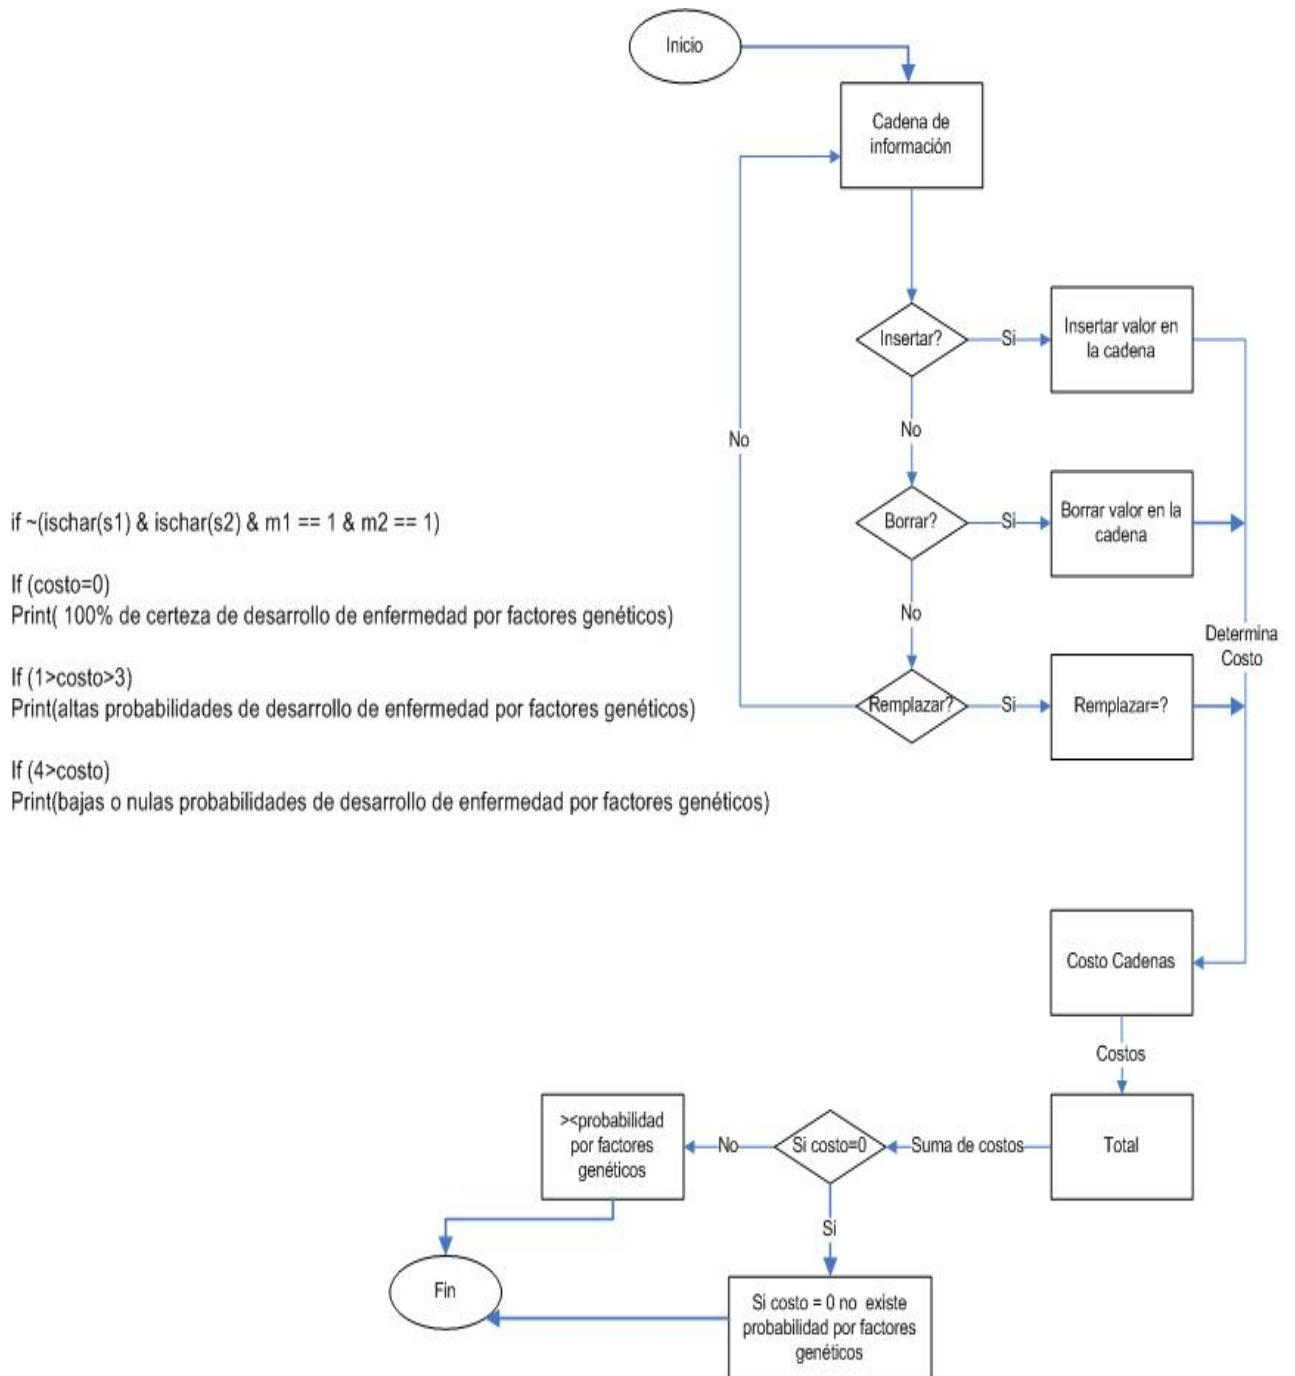 Inicio
Cadena de
información
Insertar?
Si
Insertar valor en
la cadena
No
No
Borrar?
Si
Borrar valor en la
cadena
No
Remplazar?
Si
Remplazar=?
Determina
Costo
if ~(ischar(s1) & ischar(s2) & m1 == 1 & m2 == 1)
If (costo=0)
Print( 100% de certeza de desarrollo de enfermedad por factores genéticos)
If (1>costo>3)
Print(altas probabilidades de desarrollo de enfermedad por factores genéticos)
If (4>costo)
Print(bajas o nulas probabilidades de desarrollo de enfermedad por factores genéticos)
Costo Cadenas
Costos
Total
Suma de costos
Si costo=0
No
><probabilidad
por factores
genéticos
Si
Si costo = 0 no existe
probabilidad por factores
genéticos
Fin